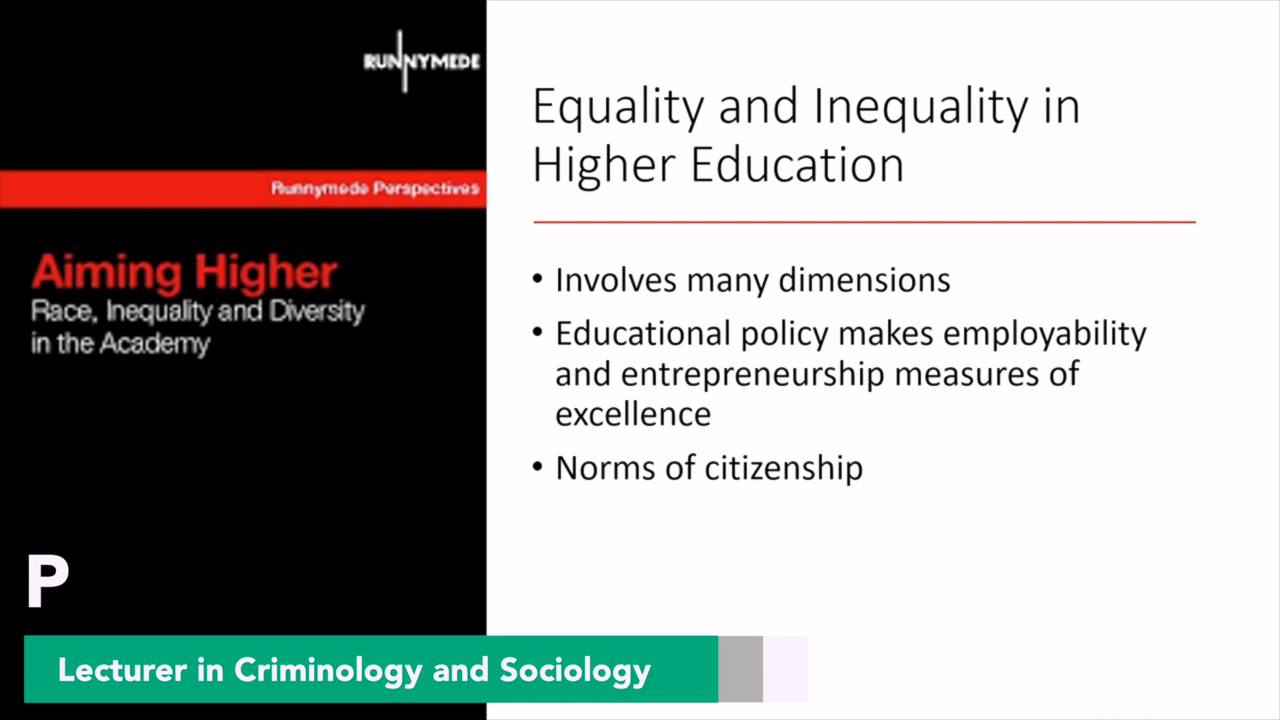 RUNNYMEDE
Runnymede Perspectives
Aiming Higher
Race, Inequality and Diversity
in the Academy
Equality and Inequality in
Higher Education
• Involves many dimensions
• Educational policy makes employability
and entrepreneurship measures of
excellence
• Norms of citizenship
P
Lecturer in Criminology and Sociology